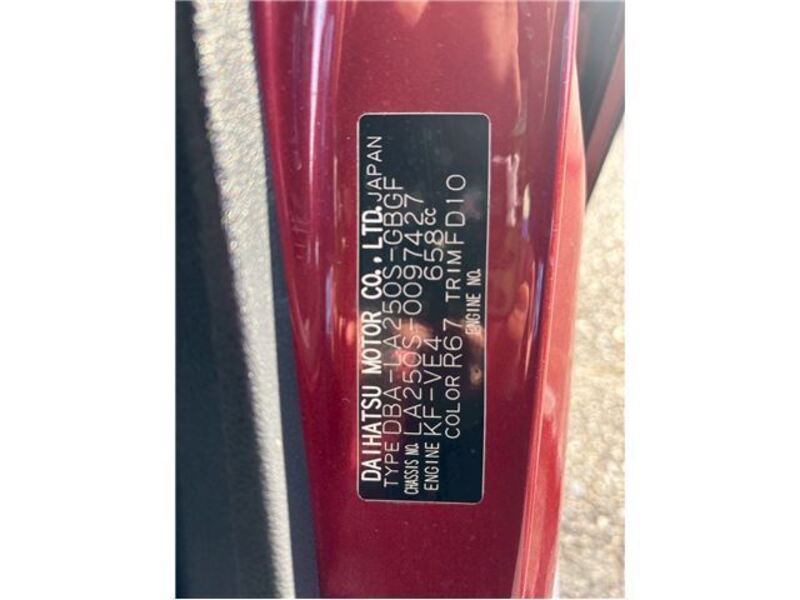 DAIHATSU MOTOR CO., LTD. JAPAN
TYPE DBA-LA250S-GBGF
CHASSIS NO. LA250S-0097427
ENGINE KF-VE4 658cc
COLOR R67 TRIM FD10
ENGINE NO.